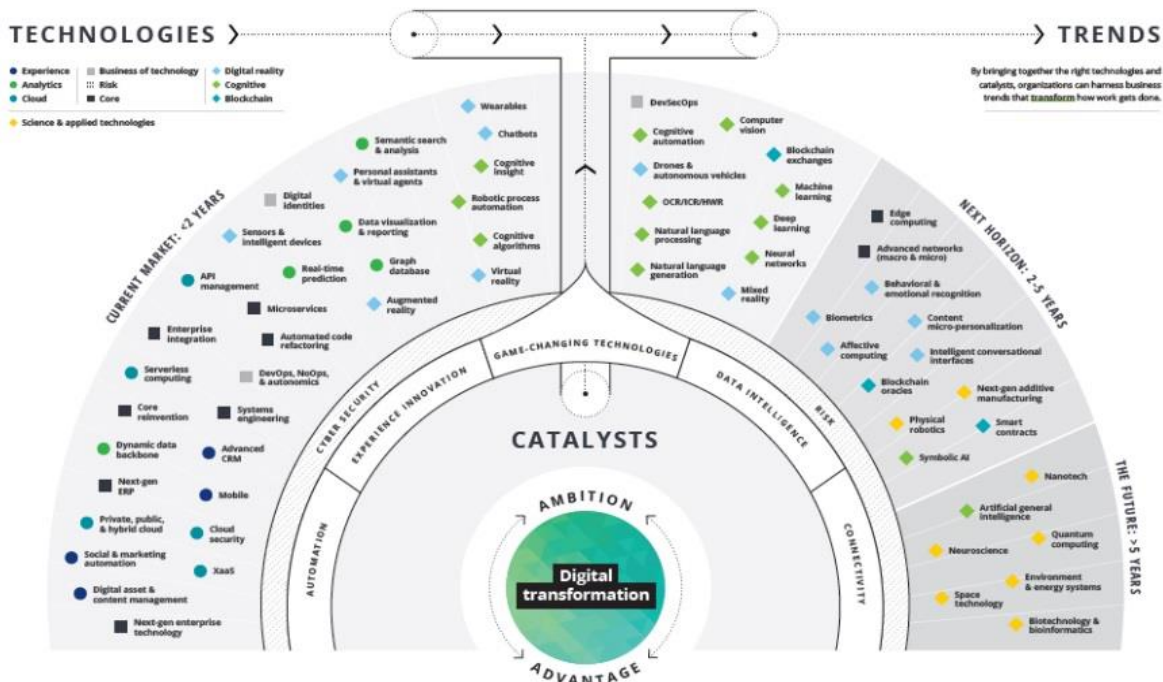 TECHNOLOGIES
TRENDS
Experience
Analytics
Cloud
Business of technology
Risk
Core
Digital reality
Cognitive
Blockchain
Science & applied technologies
By bringing together the right technologies and
catalysts, organizations can harness business
trends that transform how work gets done.
CURRENT MARKET: <2 YEARS
Wearables
Chatbots
Semantic search
& analysis
Cognitive
insight
Personal assistants
& virtual agents
Digital
identities
Robotic process
automation
Data visualization
& reporting
Sensors &
intelligent devices
Cognitive
algorithms
Graph
database
Real-time
prediction
API
management
Virtual
reality
Augmented
reality
Microservices
Enterprise
integration
Automated code
refactoring
Serverless
computing
DevOps, NoOps,
& autonomics
Core
reinvention
Systems
engineering
Dynamic data
backbone
Advanced
CRM
Next-gen
ERP
Mobile
Private, public,
& hybrid cloud
Cloud
security
Social & marketing
automation
XaaS
Digital asset &
content management
Next-gen enterprise
technology
DevSecOps
Computer
vision
Cognitive
automation
Blockchain
exchanges
Drones &
autonomous vehicles
Machine
learning
OCR/ICR/HWR
Deep
learning
Natural language
processing
Neural
networks
Natural language
generation
Mixed
reality
NEXT HORIZON: 2-5 YEARS
Edge
computing
Advanced networks
(macro & micro)
Behavioral &
emotional recognition
Biometrics
Content
micro-personalization
Affective
computing
Intelligent conversational
interfaces
Blockchain
oracles
Next-gen additive
manufacturing
Physical
robotics
Smart
contracts
Symbolic AI
THE FUTURE: >5 YEARS
Nanotech
Artificial general
intelligence
Quantum
computing
Neuroscience
Environment
& energy systems
Space
technology
Biotechnology &
bioinformatics
CYBER SECURITY
RISK
AUTOMATION
EXPERIENCE INNOVATION
GAME-CHANGING TECHNOLOGIES
DATA INTELLIGENCE
CONNECTIVITY
CATALYSTS
AMBITION
Digital
transformation
ADVANTAGE